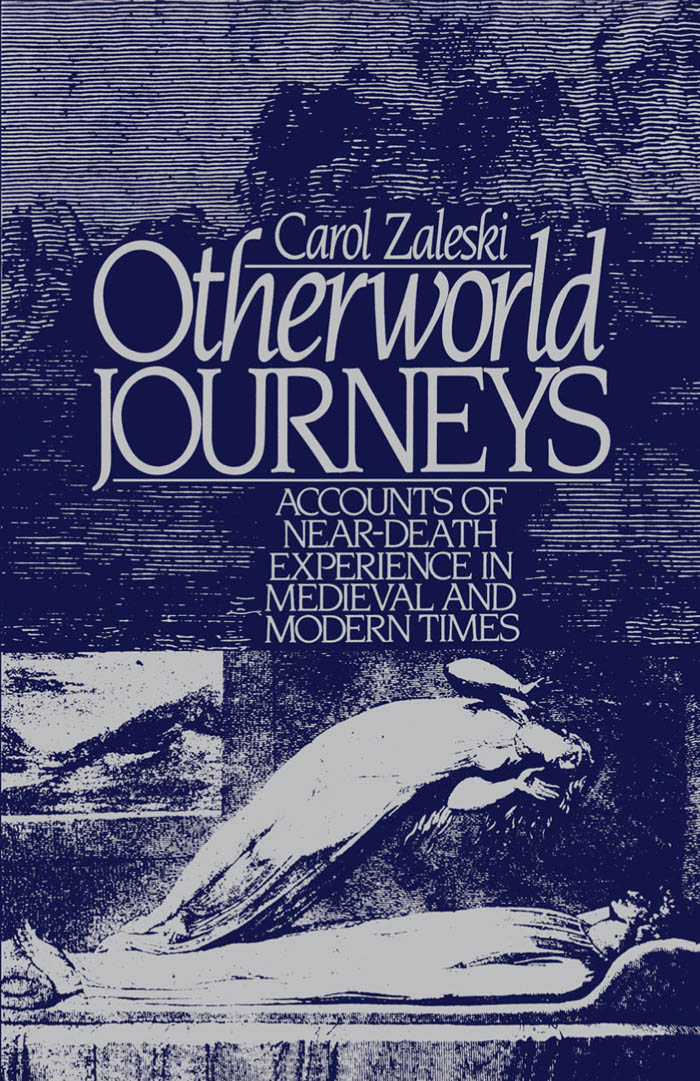 Carol Zaleski
Otherworld
JOURNEYS
ACCOUNTS OF
NEAR-DEATH
EXPERIENCE IN
MEDIEVAL AND
MODERN TIMES